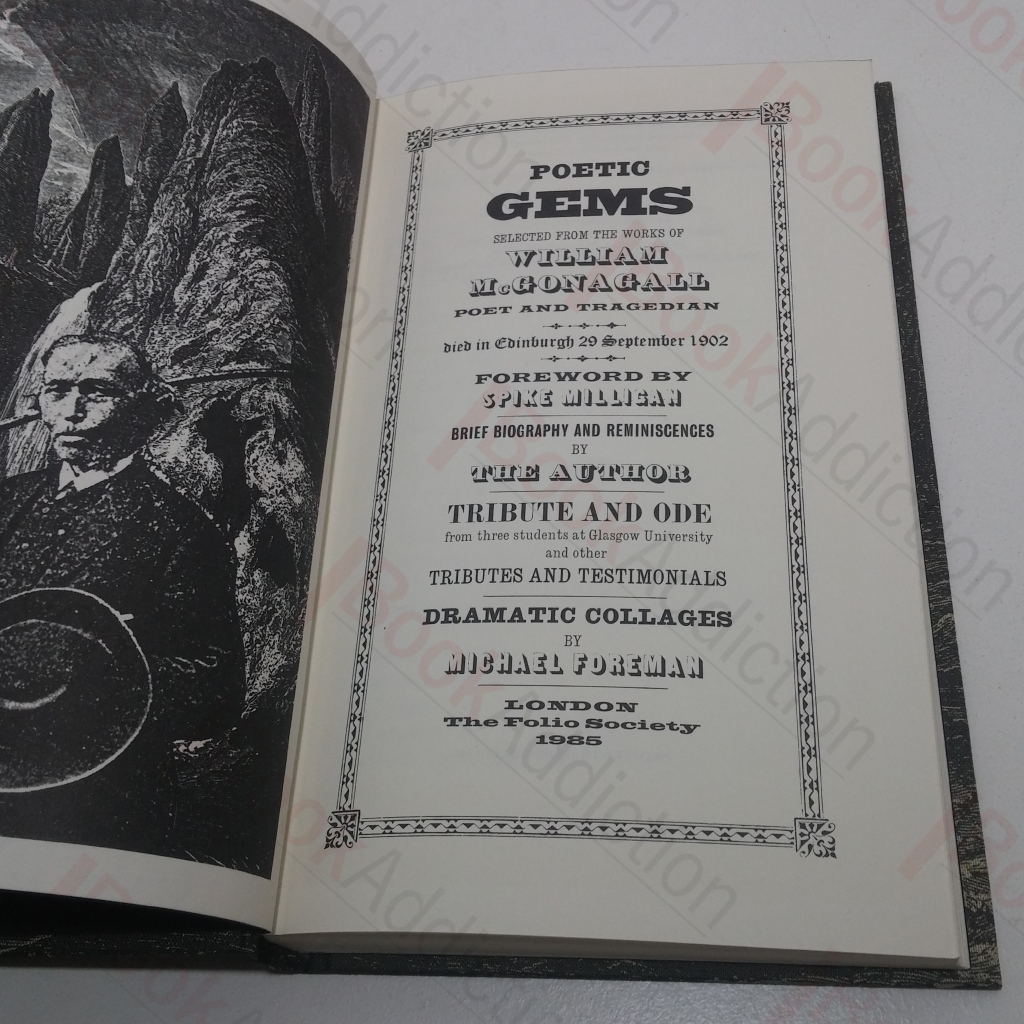 POETIC
GEMS
SELECTED FROM THE WORKS OF
WILLIAM
McGONAGALL
POET AND TRAGEDIAN
died in Edinburgh 29 September 1902
FOREWORD BY
SPIKE MILLIGAN
BRIEF BIOGRAPHY AND REMINISCENCES
BY
THE AUTHOR
TRIBUTE AND ODE
from three students at Glasgow University
and other
TRIBUTES AND TESTIMONIALS
DRAMATIC COLLAGES
BY
MICHAEL FOREMAN
LONDON
The Folio Society
1985
BookAddiction